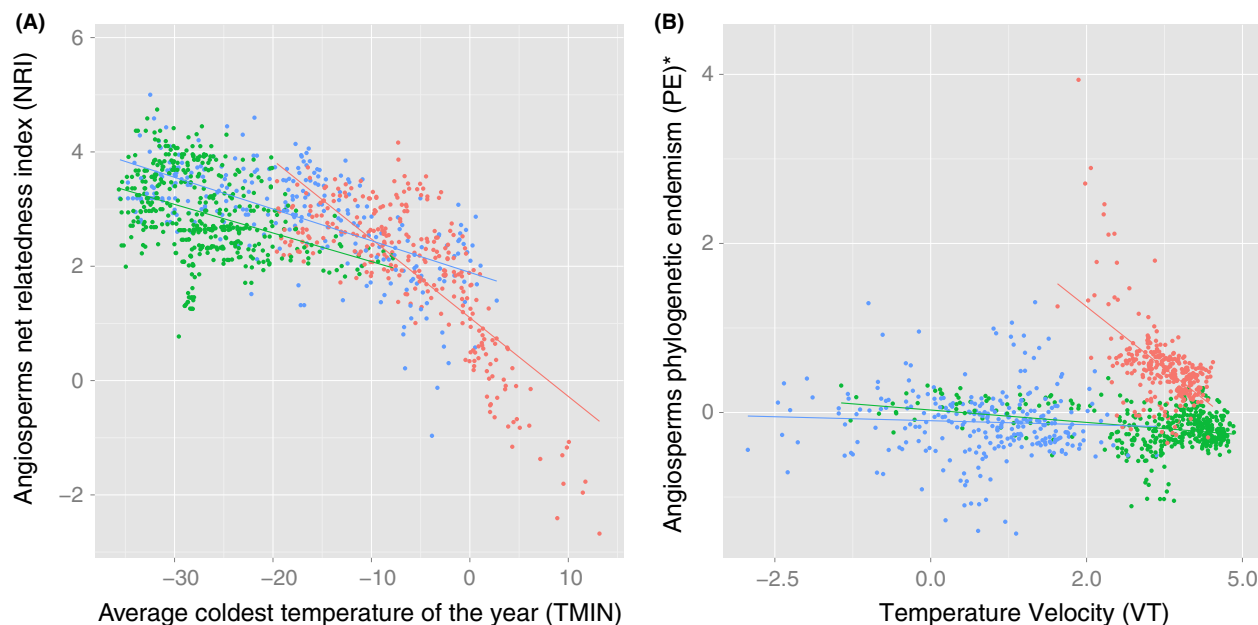 (A)
Angiosperms net relatedness index (NRI)
6
4
2
0
−2
−30 −20 −10 0 10
Average coldest temperature of the year (TMIN)
(B)
Angiosperms phylogenetic endemism (PE)*
4
2
0
−2.5 0.0 2.0 5.0
Temperature Velocity (VT)